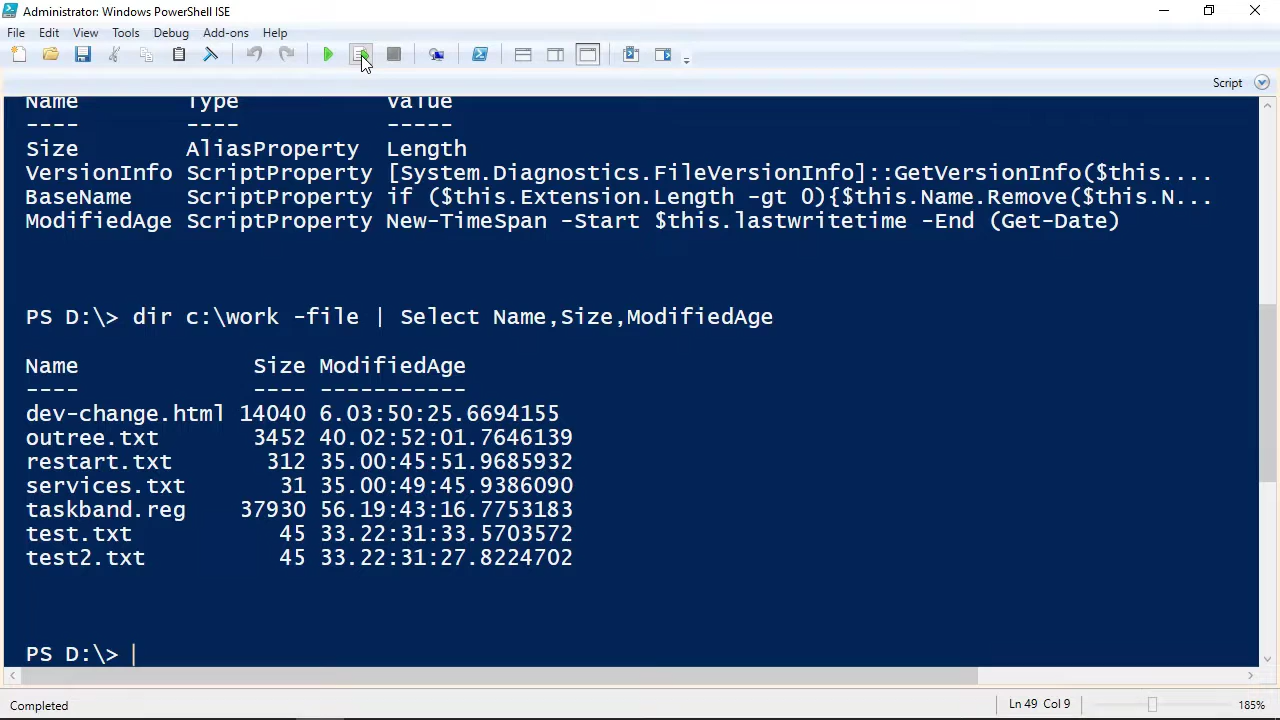 Administrator: Windows PowerShell ISE
File Edit View Tools Debug Add-ons Help
Script
Name Type Value
---- ---- -----
Size AliasProperty Length
VersionInfo ScriptProperty [System.Diagnostics.FileVersionInfo]::GetVersionInfo($this....
BaseName ScriptProperty if ($this.Extension.Length -gt 0){$this.Name.Remove($this.N...
ModifiedAge ScriptProperty New-TimeSpan -Start $this.lastwritetime -End (Get-Date)
PS D:\> dir c:\work -file | Select Name,Size,ModifiedAge
Name Size ModifiedAge
---- ---- -----------
dev-change.html 14040 6.03:50:25.6694155
outree.txt 3452 40.02:52:01.7646139
restart.txt 312 35.00:45:51.9685932
services.txt 31 35.00:49:45.9386090
taskband.reg 37930 56.19:43:16.7753183
test.txt 45 33.22:31:33.5703572
test2.txt 45 33.22:31:27.8224702
PS D:\>
Completed Ln 49 Col 9 185%